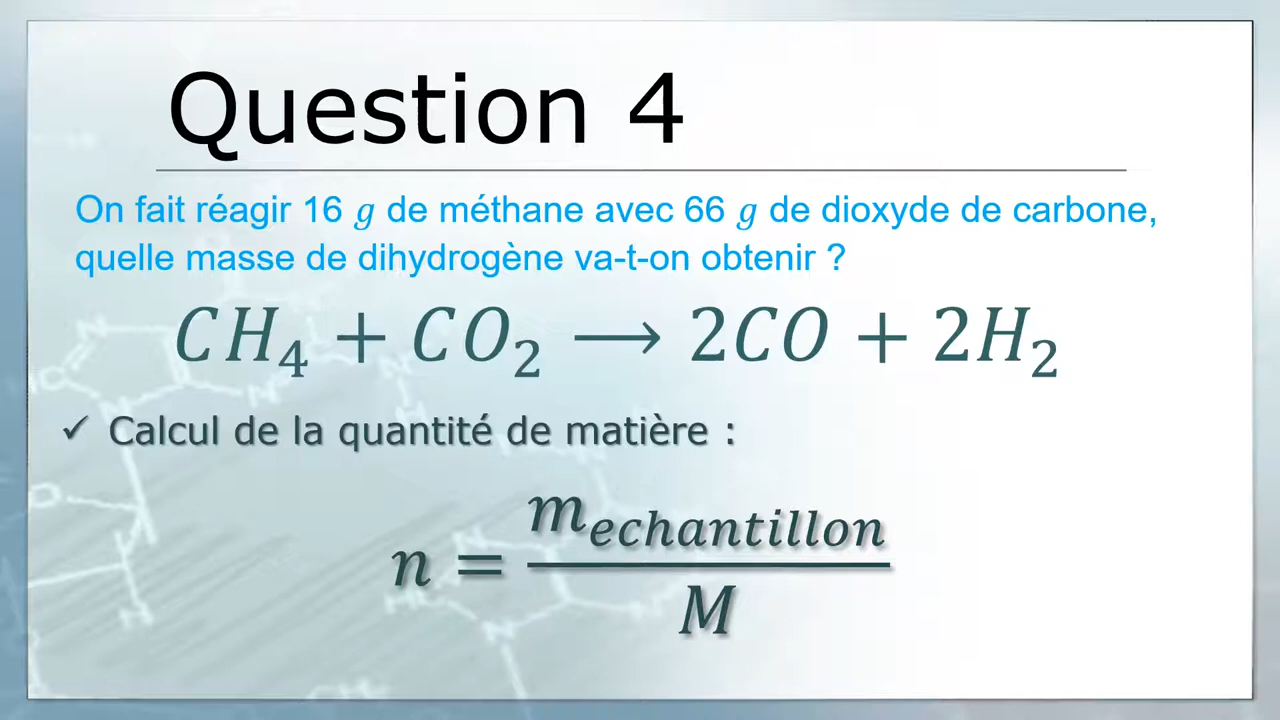 Question 4
On fait réagir 16 g de méthane avec 66 g de dioxyde de carbone,
quelle masse de dihydrogène va-t-on obtenir ?
CH₄ + CO₂ ⟶ 2CO + 2H₂
✓ Calcul de la quantité de matière :
n = m_echantillon / M